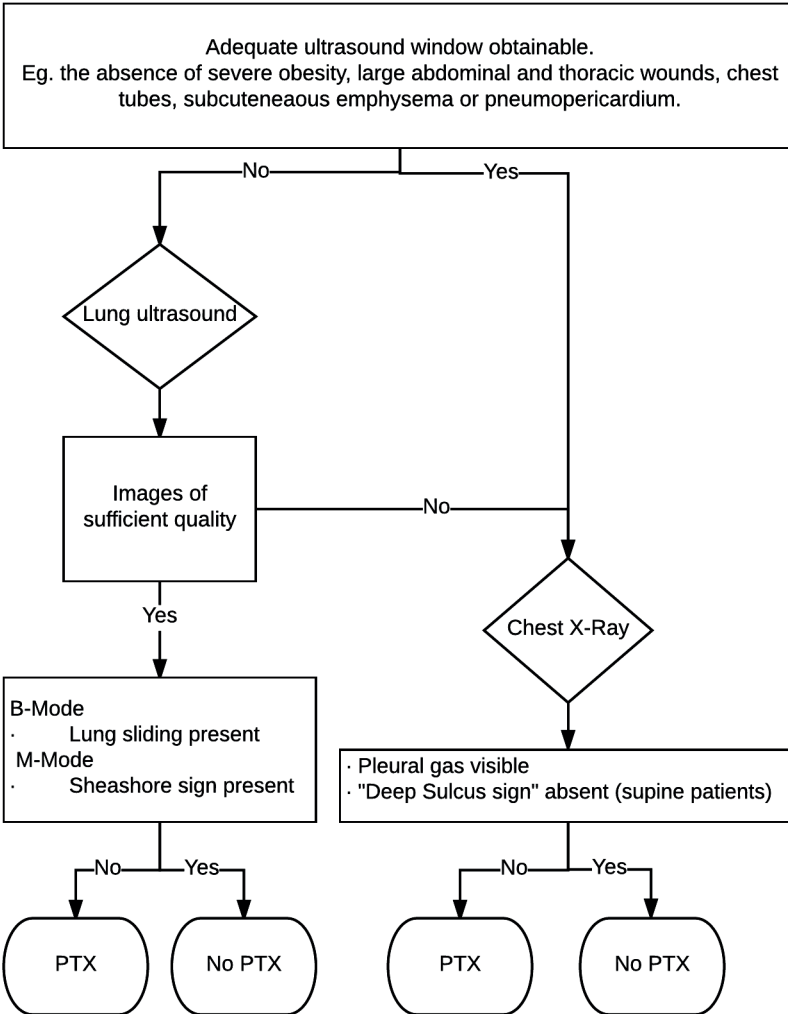 Adequate ultrasound window obtainable.
Eg. the absence of severe obesity, large abdominal and thoracic wounds, chest
tubes, subcuteneaous emphysema or pneumopericardium.
No
Yes
Lung ultrasound
Images of
sufficient quality
No
Yes
Chest X-Ray
B-Mode
· Lung sliding present
M-Mode
· Sheashore sign present
· Pleural gas visible
· "Deep Sulcus sign" absent (supine patients)
No
Yes
No
Yes
PTX
No PTX
PTX
No PTX